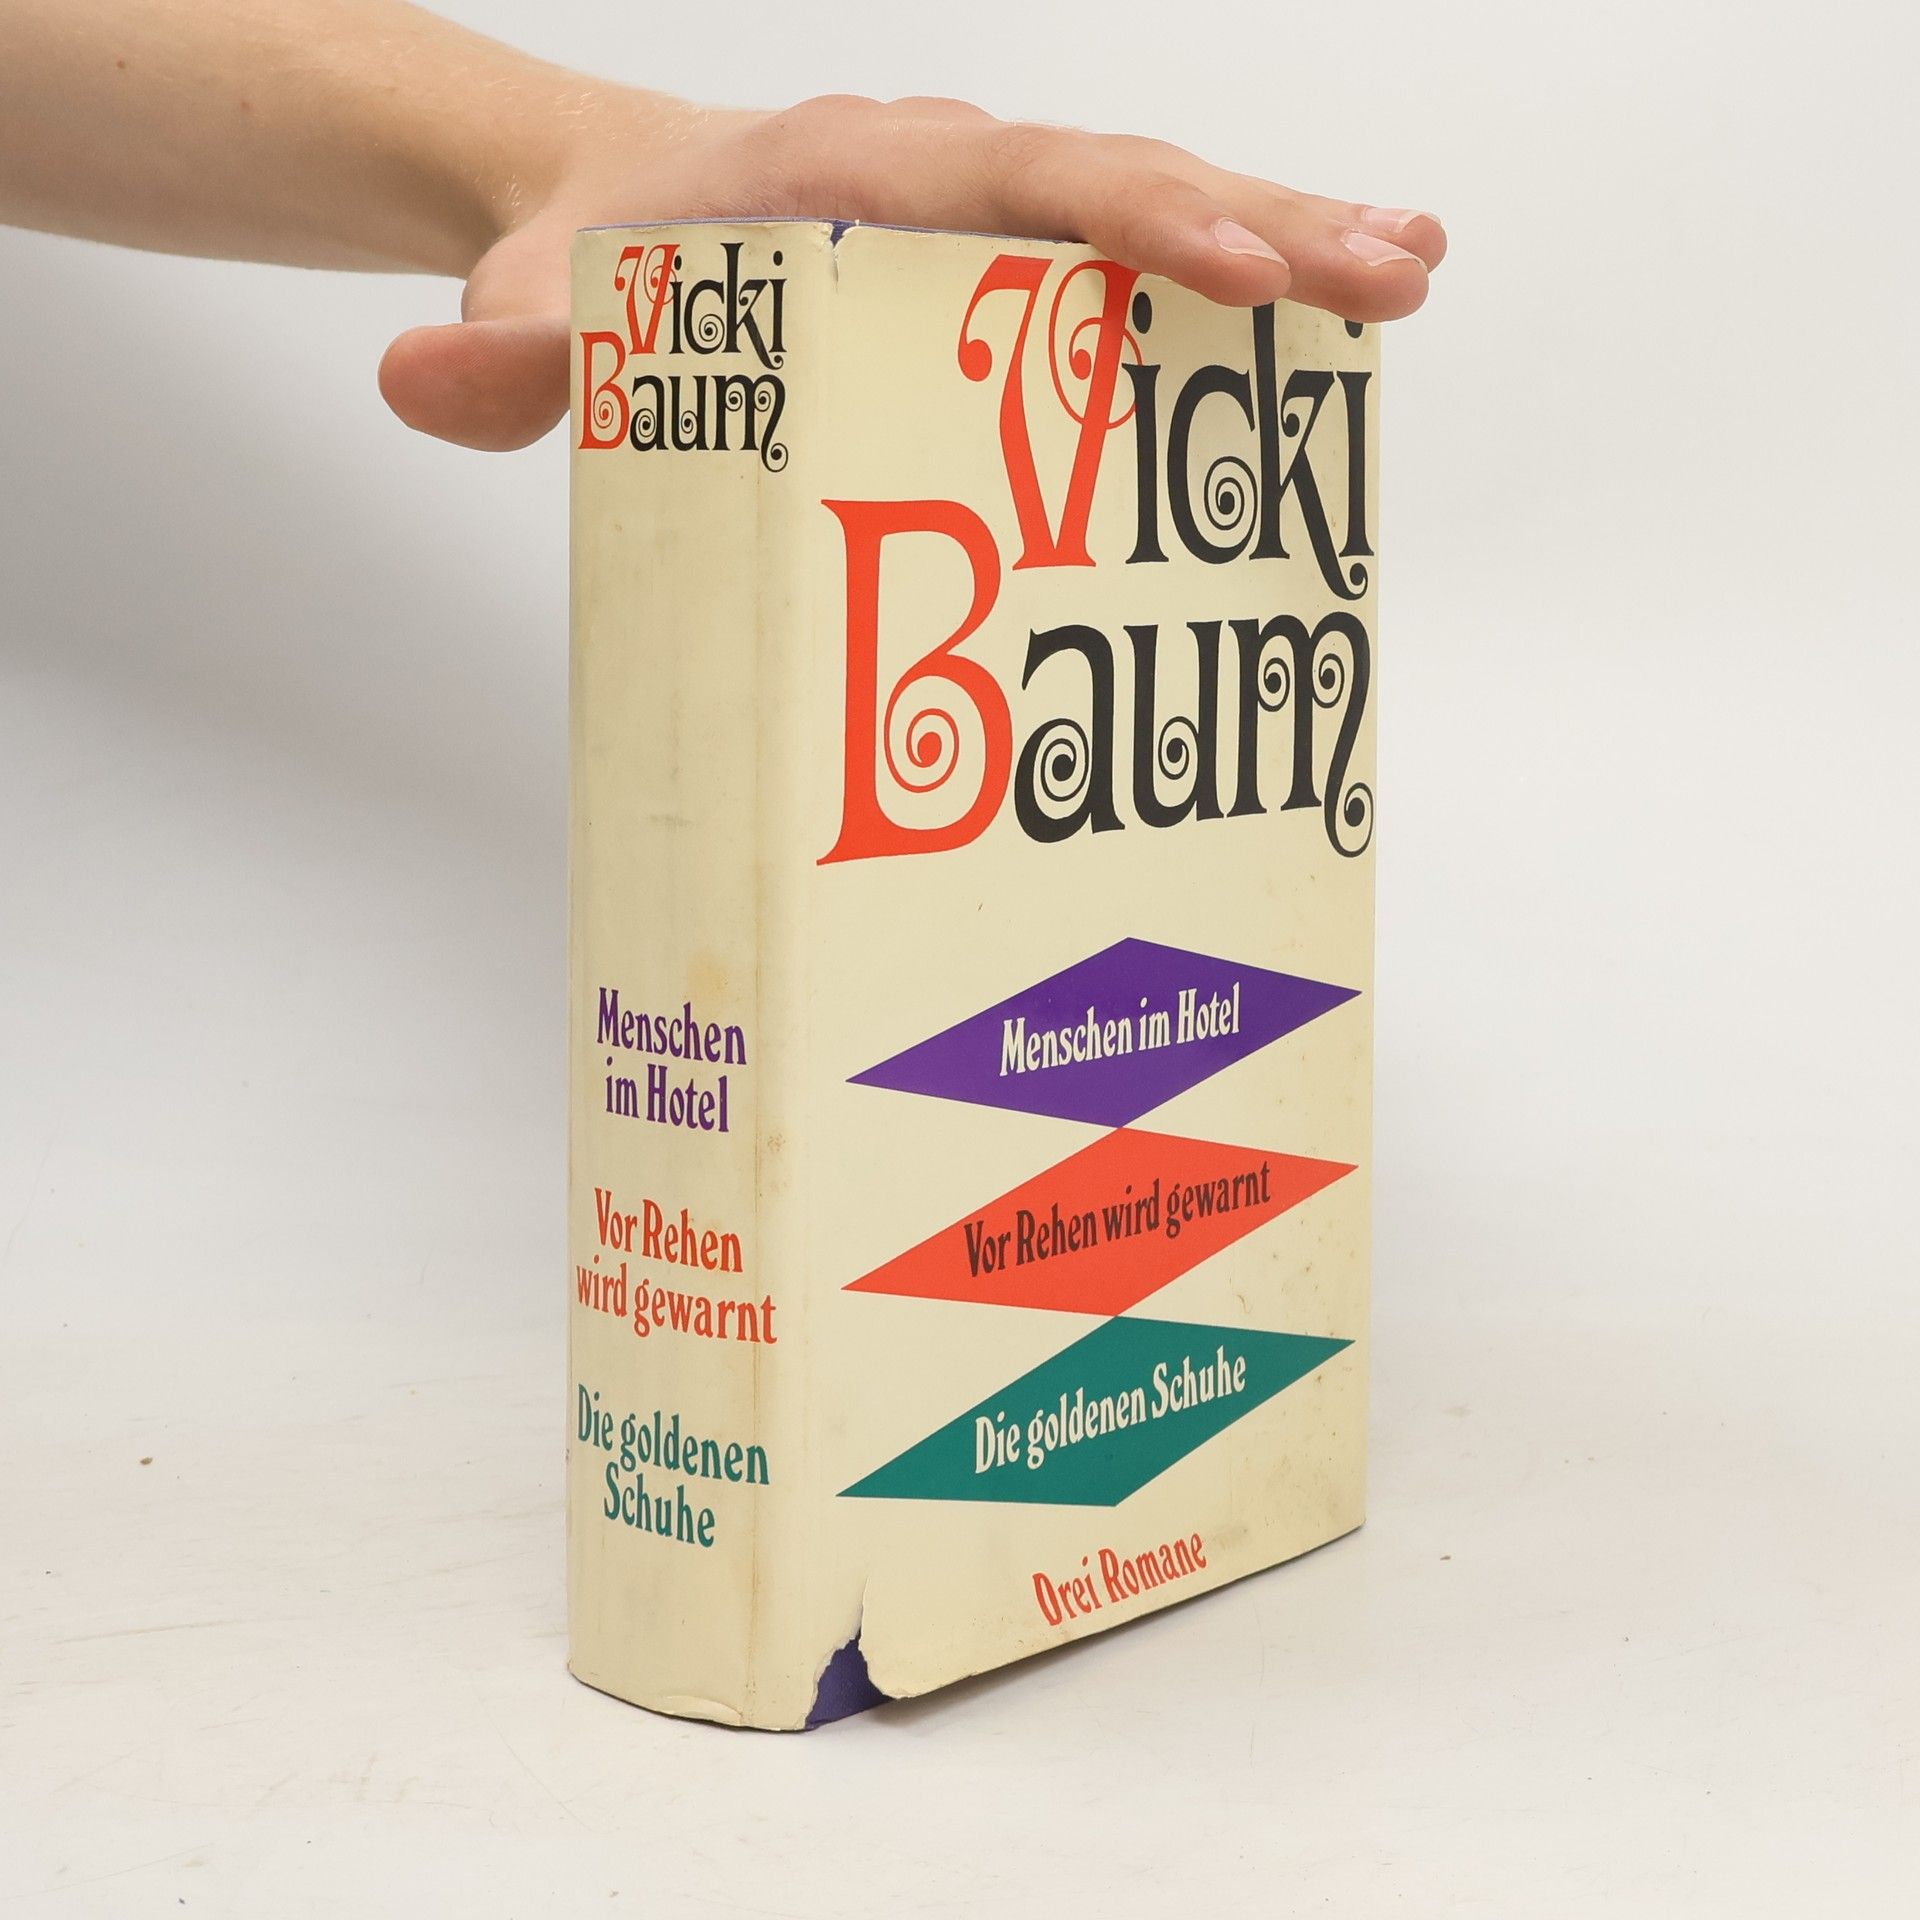 Vicki
Baum
Menschen
im Hotel
Vor Rehen
wird gewarnt
Die goldenen
Schuhe
Vicki
Baum
Menschen im Hotel
Vor Rehen wird gewarnt
Die goldenen Schuhe
Drei Romane